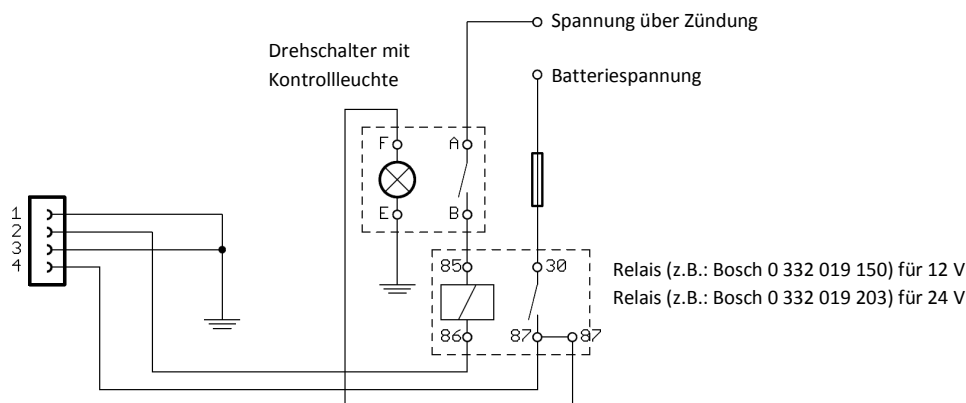 Spannung über Zündung
Drehschalter mit
Kontrollleuchte
Batteriespannung
F
A
E
B
1
2
3
4
85
30
86
87
87
Relais (z.B.: Bosch 0 332 019 150) für 12 V
Relais (z.B.: Bosch 0 332 019 203) für 24 V